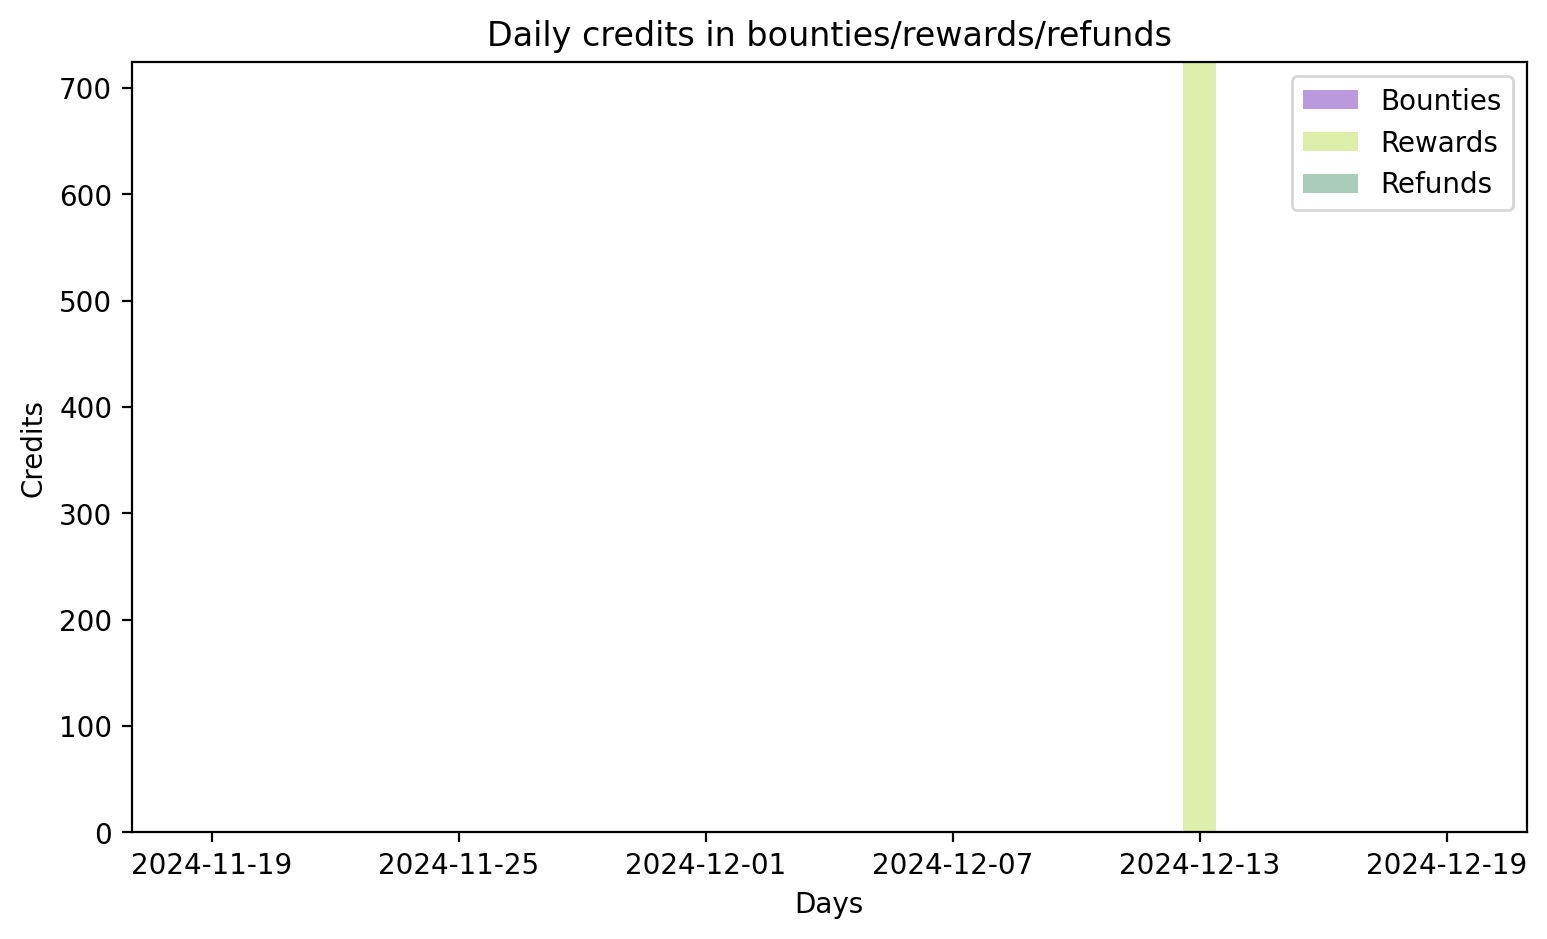 Daily credits in bounties/rewards/refunds
700
600
500
400
300
200
100
0
Credits
Bounties
Rewards
Refunds
2024-11-19 2024-11-25 2024-12-01 2024-12-07 2024-12-13 2024-12-19
Days